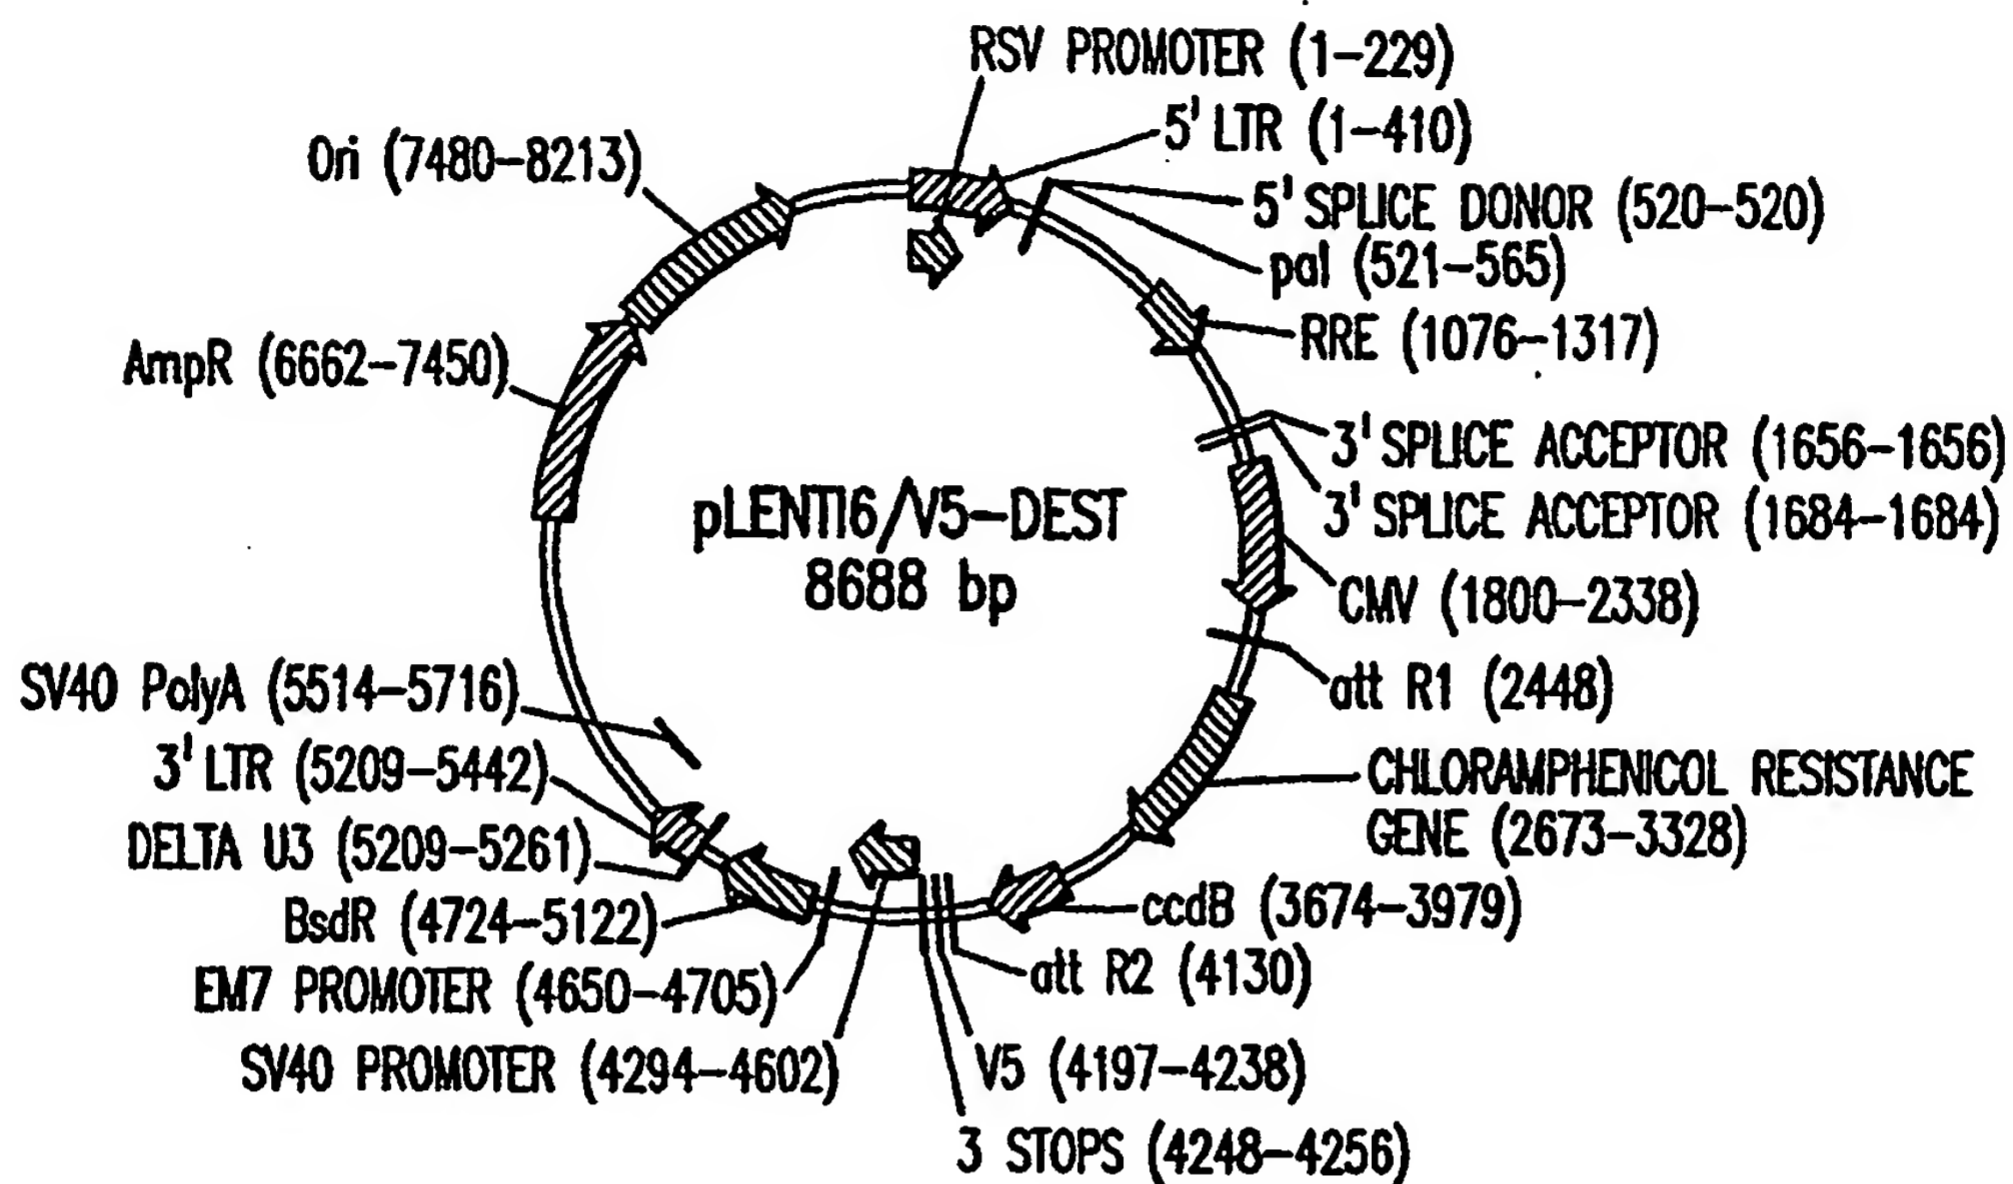 RSV PROMOTER (1-229)
5' LTR (1-410)
5' SPLICE DONOR (520-520)
pal (521-565)
RRE (1076-1317)
3' SPLICE ACCEPTOR (1656-1656)
3' SPLICE ACCEPTOR (1684-1684)
CMV (1800-2338)
att R1 (2448)
CHLORAMPHENICOL RESISTANCE
GENE (2673-3328)
ccdB (3674-3979)
att R2 (4130)
V5 (4197-4238)
3 STOPS (4248-4256)
SV40 PROMOTER (4294-4602)
EM7 PROMOTER (4650-4705)
BsdR (4724-5122)
DELTA U3 (5209-5261)
3' LTR (5209-5442)
SV40 PolyA (5514-5716)
AmpR (6662-7450)
Ori (7480-8213)
pLENTI6/V5-DEST
8688 bp